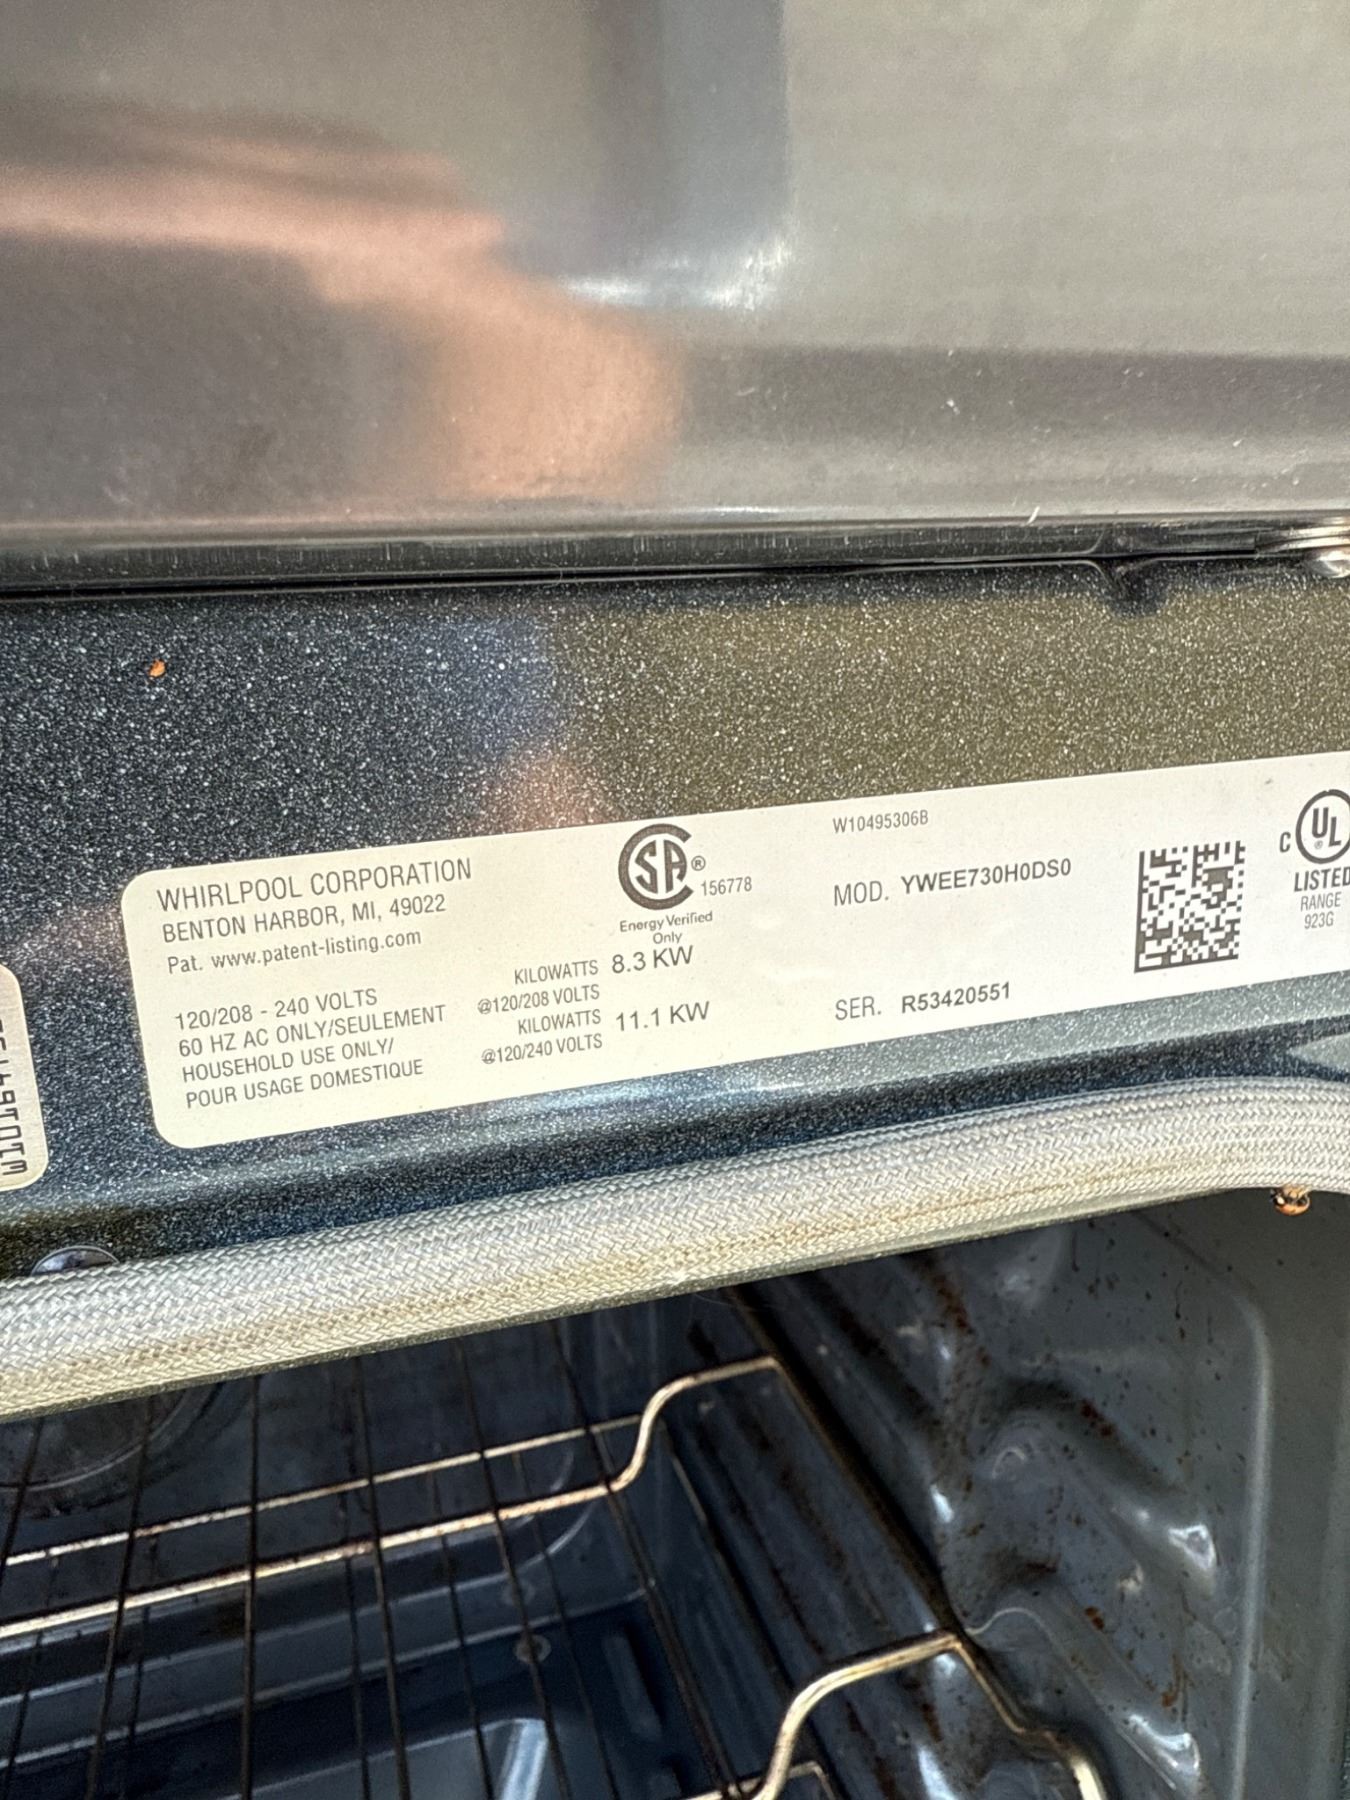 WHIRLPOOL CORPORATION
BENTON HARBOR, MI, 49022
Pat. www.patent-listing.com
120/208 - 240 VOLTS
60 HZ AC ONLY/SEULEMENT
HOUSEHOLD USE ONLY/
POUR USAGE DOMESTIQUE
SA® 156778
Energy Verified
Only
KILOWATTS 8.3 KW
@120/208 VOLTS
KILOWATTS 11.1 KW
@120/240 VOLTS
W10495306B
MOD. YWEE730H0DS0
SER. R53420551
C UL ®
LISTED
RANGE
923G